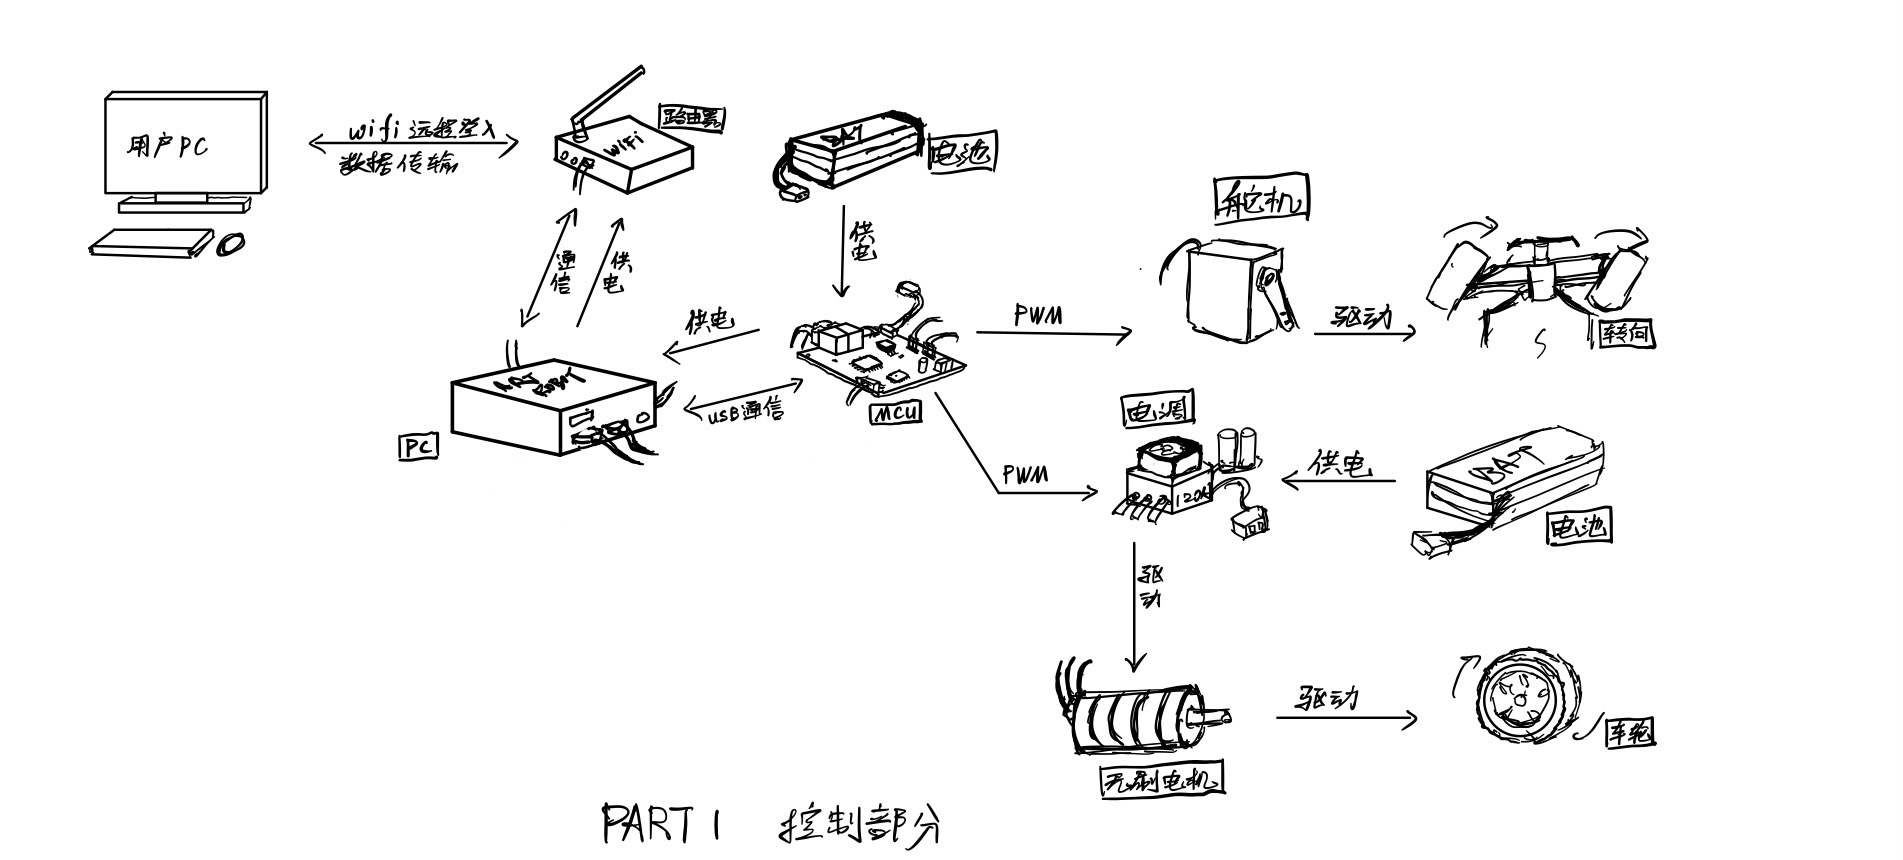 用户PC
wifi远程登入
数据传输
WiFi
路由器
BAT
电池
供电
通信
供电
供电
USB通信
ART
ROBOT
PC
MCU
PWM
舵机
驱动
转向
S
PWM
电调
120A
供电
BAT
电池
驱动
无刷电机
驱动
车轮
PART 1 控制部分